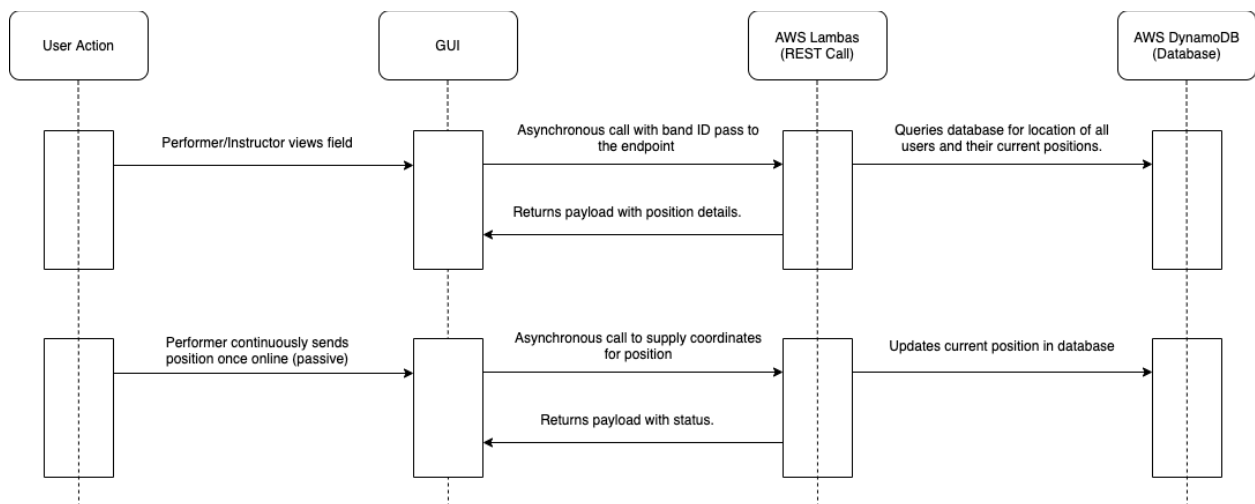 User Action
GUI
AWS Lambas
(REST Call)
AWS DynamoDB
(Database)
Performer/Instructor views field
Asynchronous call with band ID pass to
the endpoint
Queries database for location of all
users and their current positions.
Returns payload with position details.
Performer continuously sends
position once online (passive)
Asynchronous call to supply coordinates
for position
Updates current position in database
Returns payload with status.